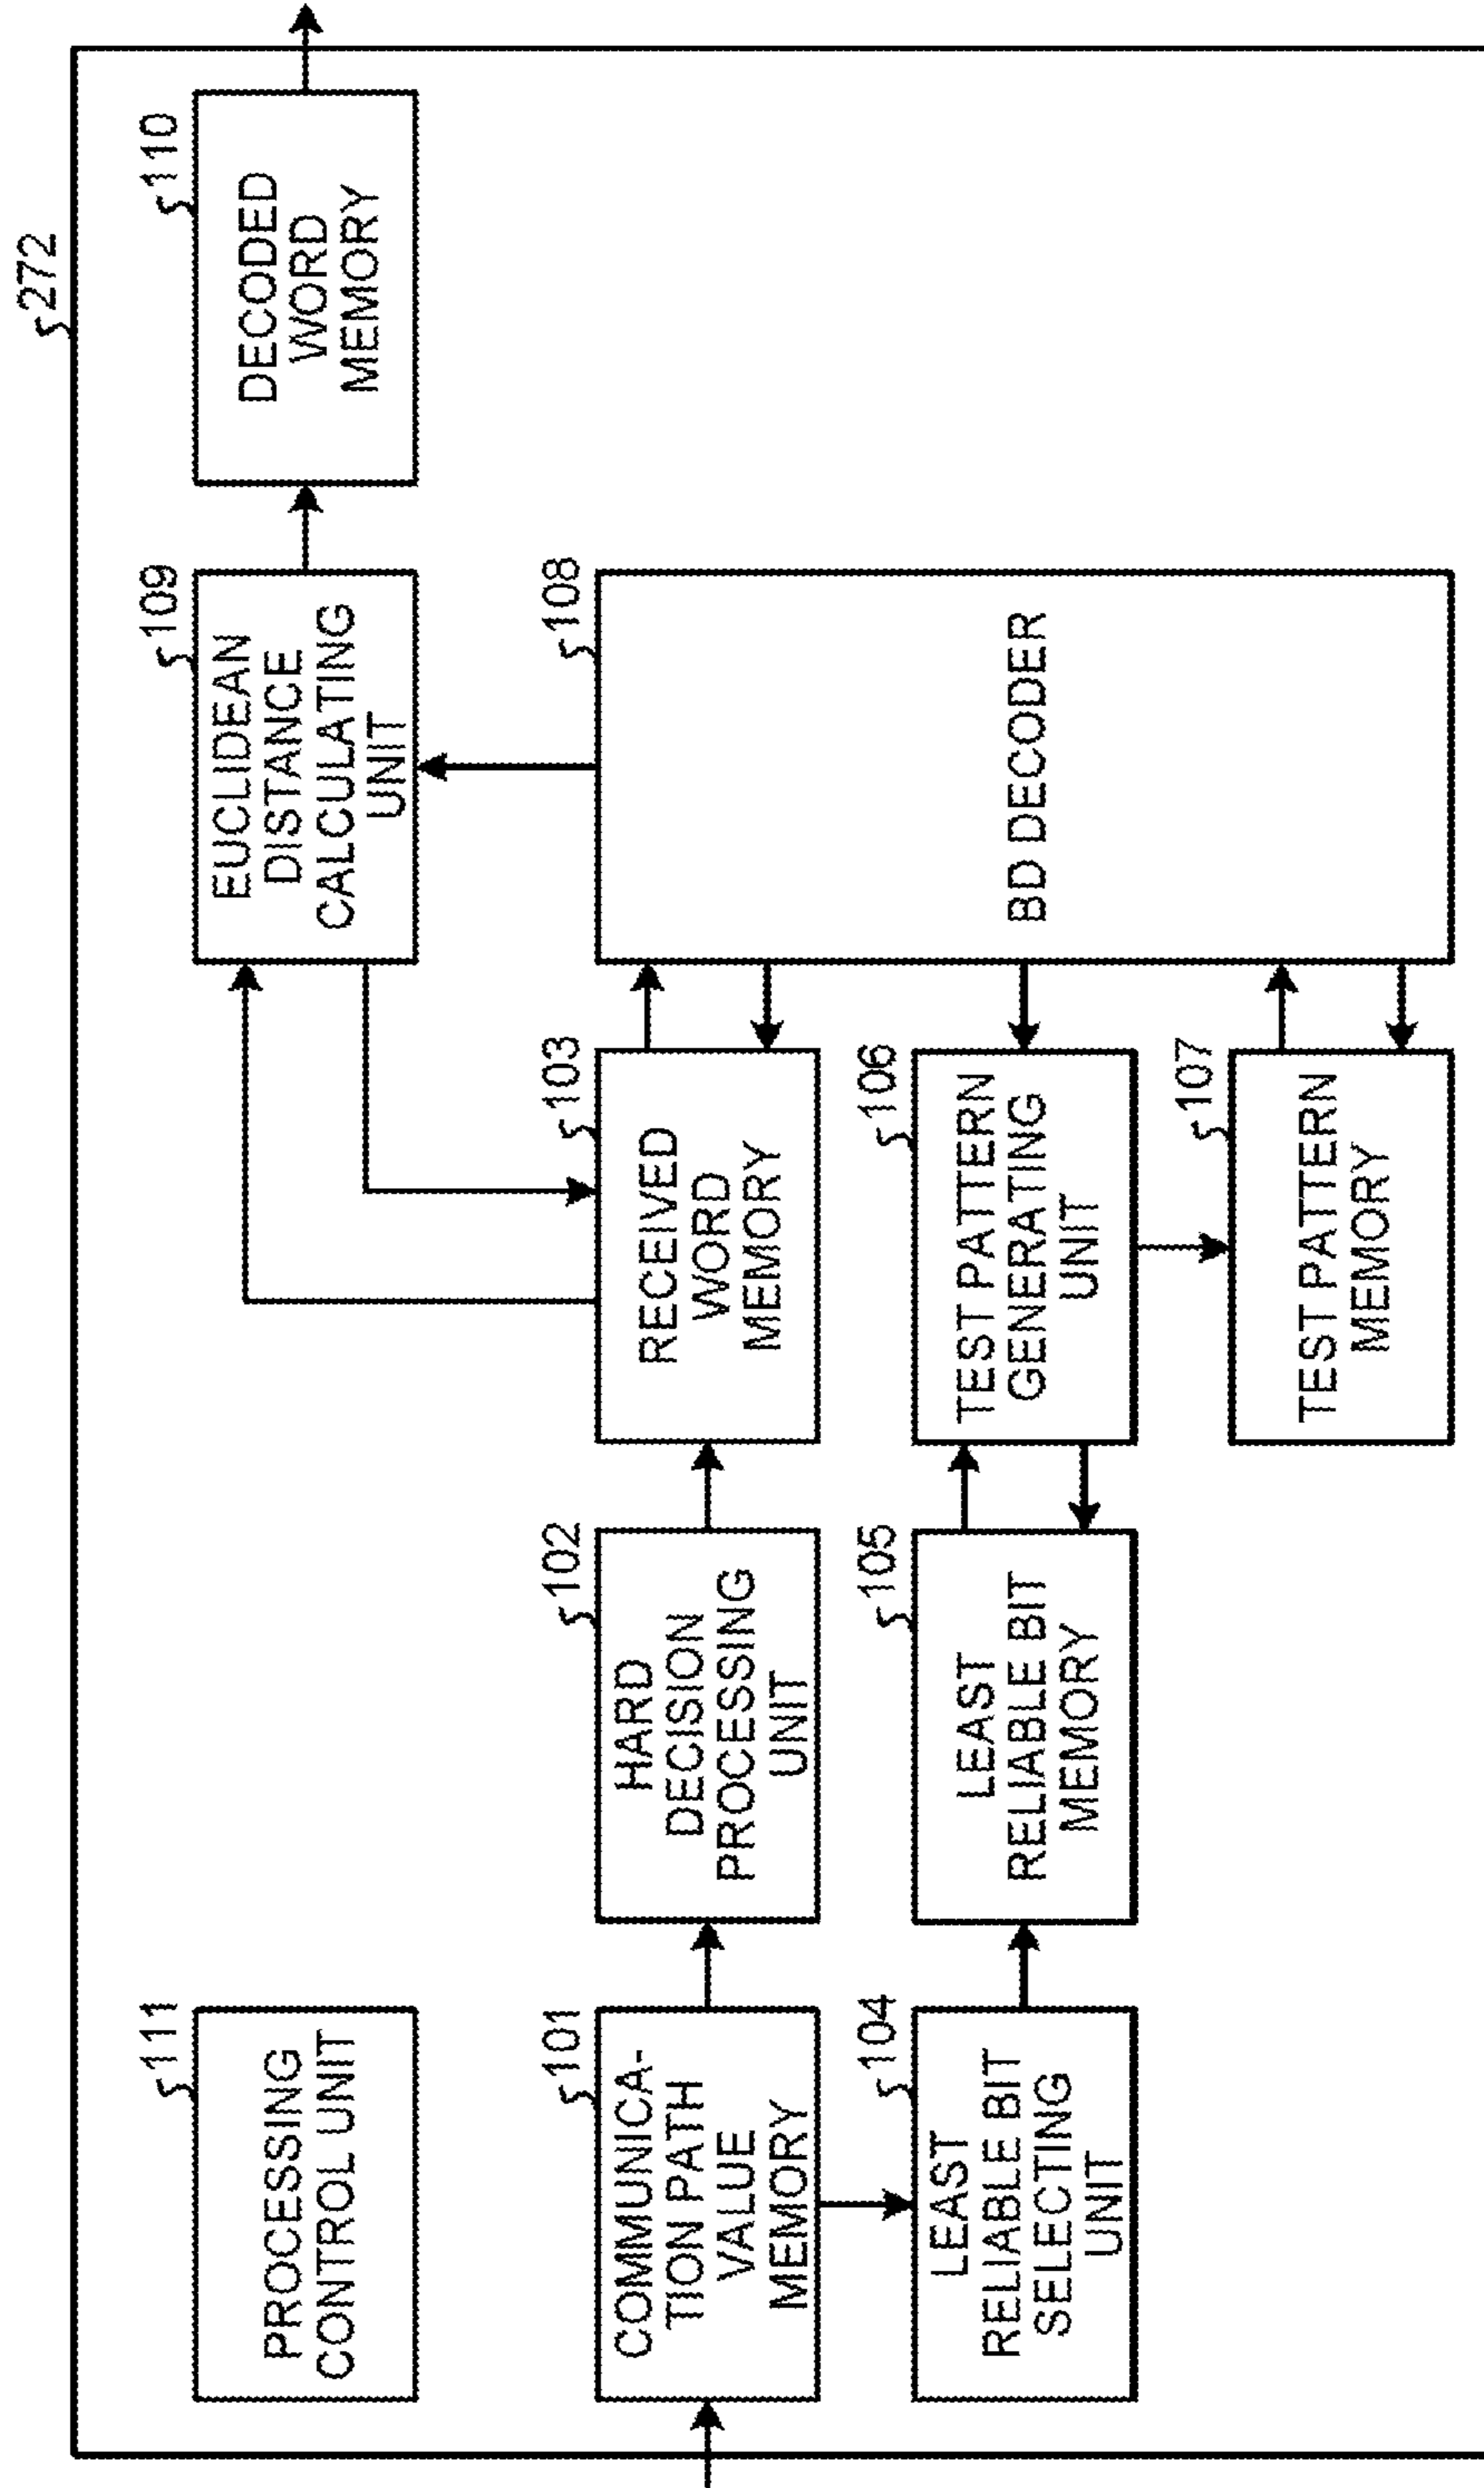 272
111
PROCESSING
CONTROL UNIT
109
EUCLIDEAN
DISTANCE
CALCULATING
UNIT
110
DECODED
WORD
MEMORY
101
COMMUNICA-
TION PATH
VALUE
MEMORY
102
HARD
DECISION
PROCESSING
UNIT
103
RECEIVED
WORD
MEMORY
108
BD DECODER
104
LEAST
RELIABLE BIT
SELECTING
UNIT
105
LEAST
RELIABLE BIT
MEMORY
106
TEST PATTERN
GENERATING
UNIT
107
TEST PATTERN
MEMORY